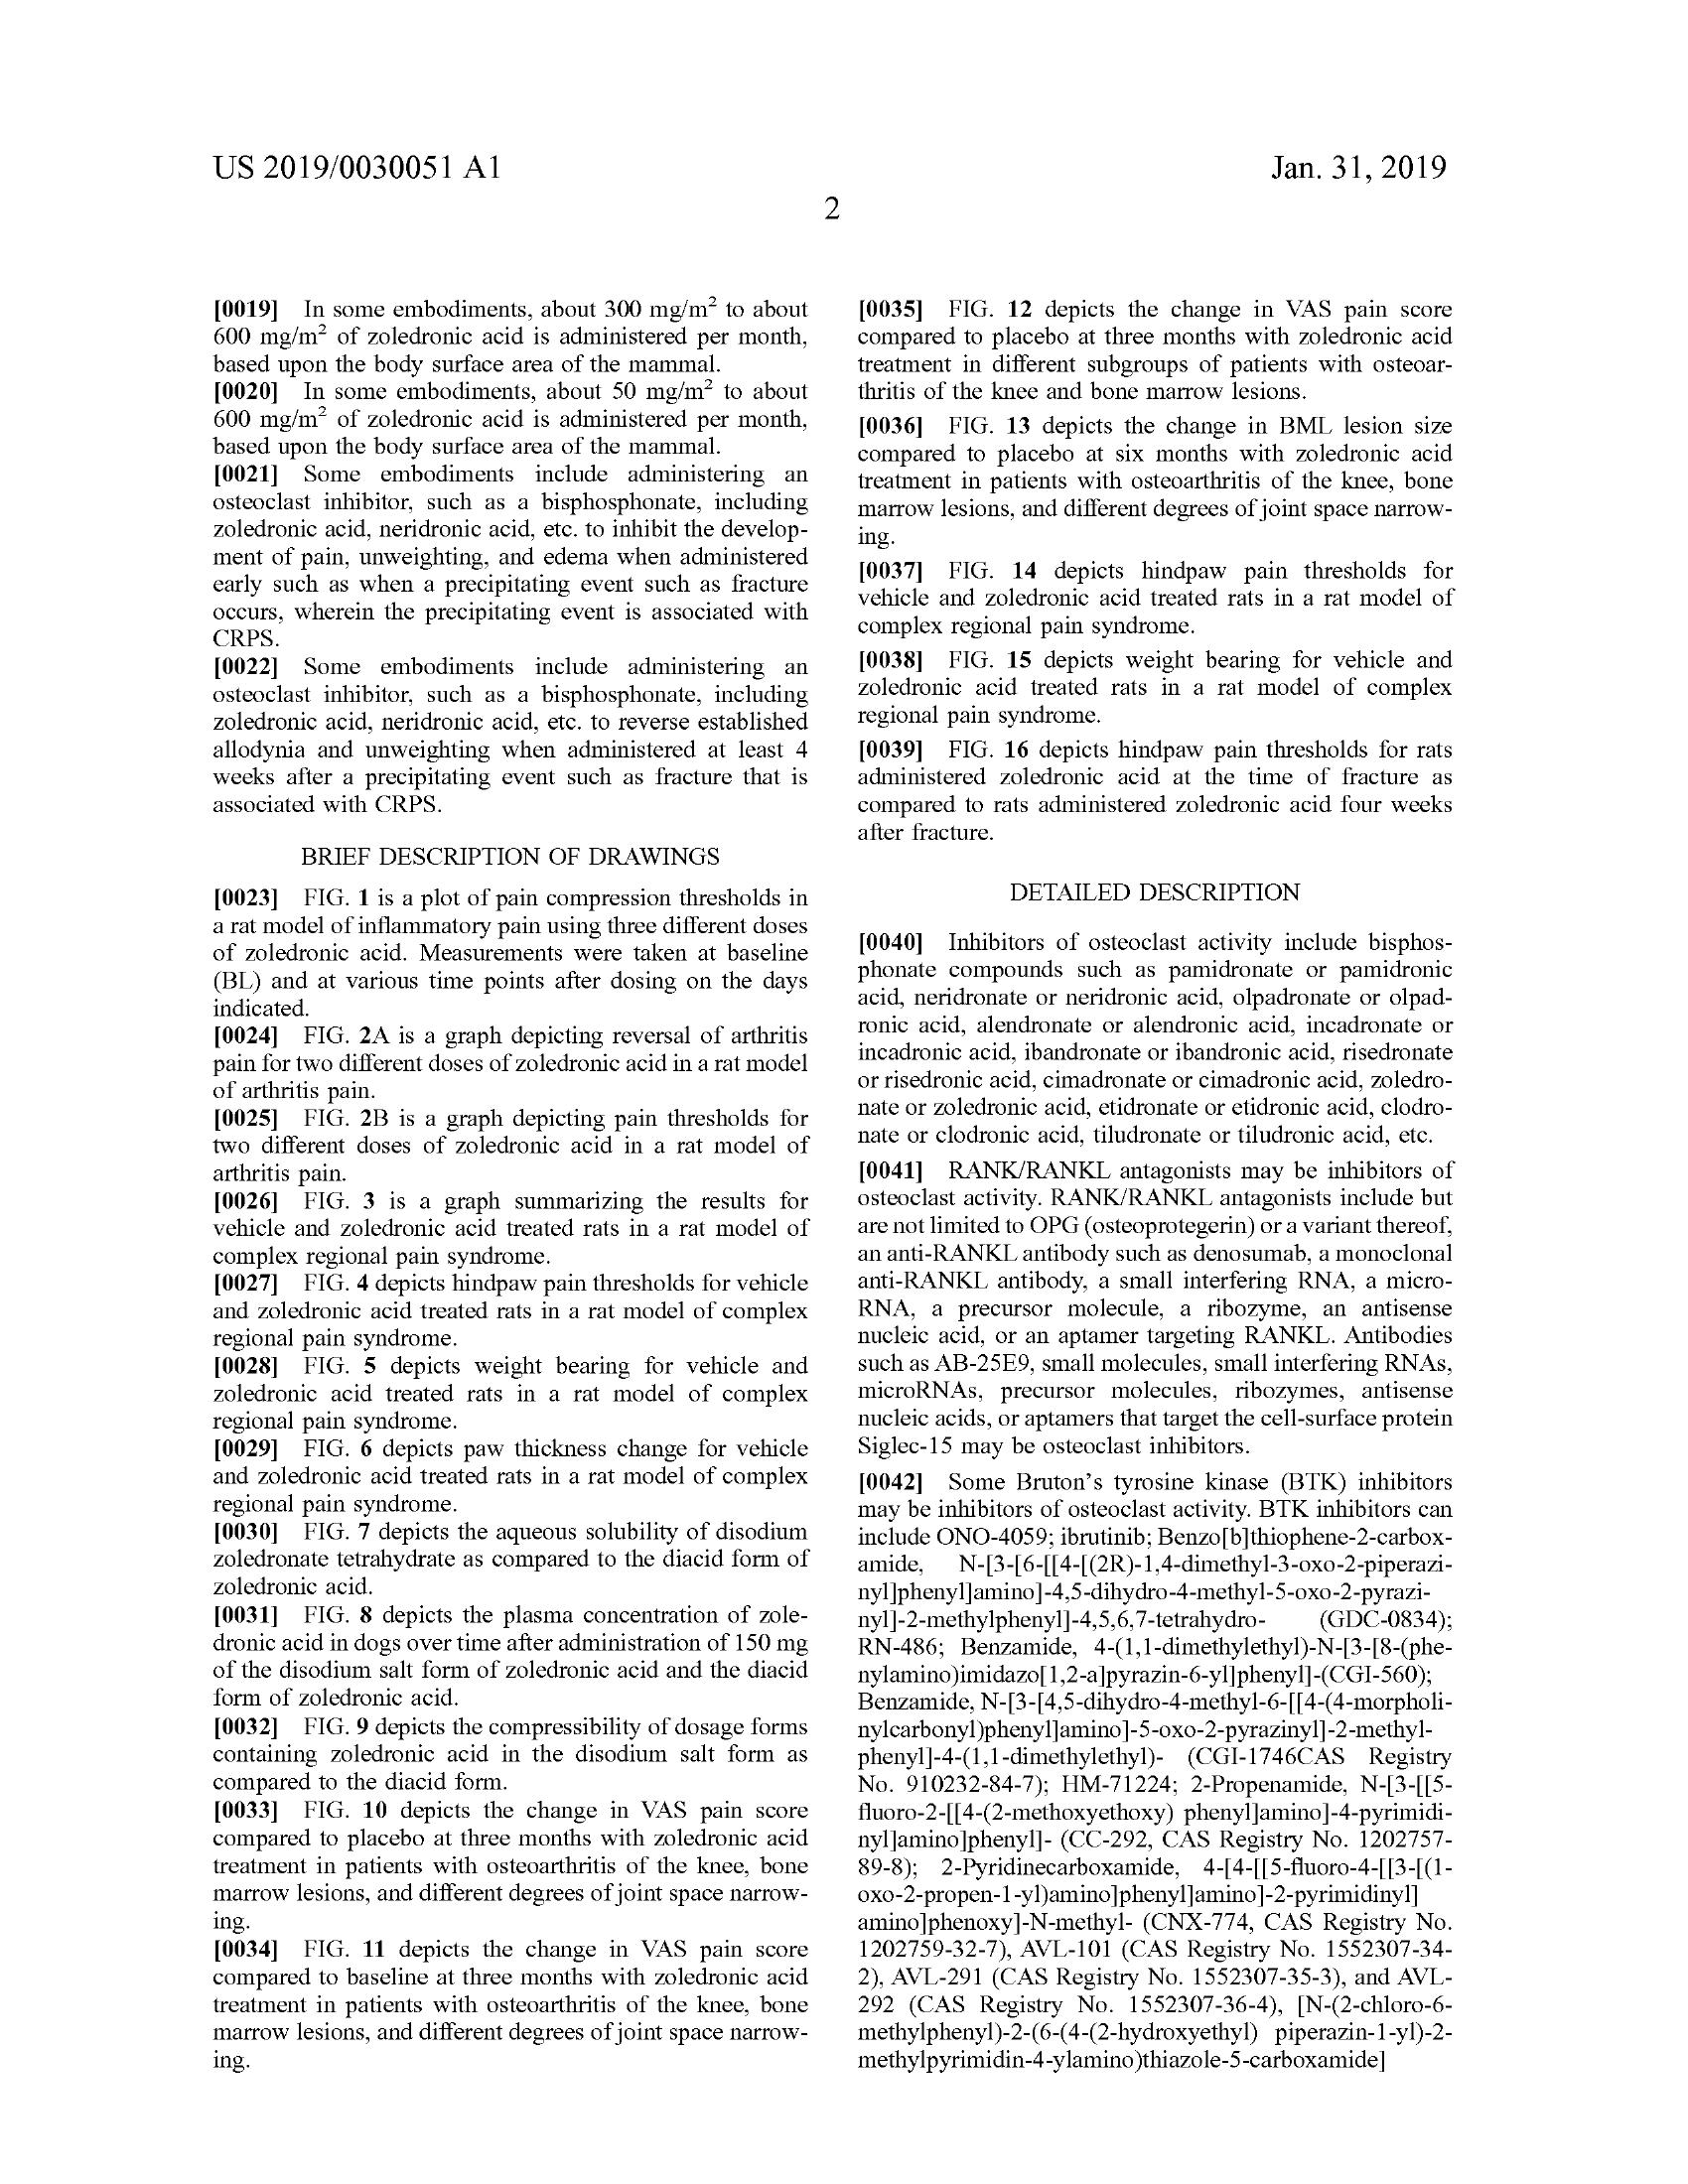 US 2019/0030051 A1
Jan. 31, 2019
2
[0019] In some embodiments, about 300 mg/m² to about
600 mg/m² of zoledronic acid is administered per month,
based upon the body surface area of the mammal.
[0020] In some embodiments, about 50 mg/m² to about
600 mg/m² of zoledronic acid is administered per month,
based upon the body surface area of the mammal.
[0021] Some embodiments include administering an
osteoclast inhibitor, such as a bisphosphonate, including
zoledronic acid, neridronic acid, etc. to inhibit the develop-
ment of pain, unweighting, and edema when administered
early such as when a precipitating event such as fracture
occurs, wherein the precipitating event is associated with
CRPS.
[0022] Some embodiments include administering an
osteoclast inhibitor, such as a bisphosphonate, including
zoledronic acid, neridronic acid, etc. to reverse established
allodynia and unweighting when administered at least 4
weeks after a precipitating event such as fracture that is
associated with CRPS.
BRIEF DESCRIPTION OF DRAWINGS
[0023] FIG. 1 is a plot of pain compression thresholds in
a rat model of inflammatory pain using three different doses
of zoledronic acid. Measurements were taken at baseline
(BL) and at various time points after dosing on the days
indicated.
[0024] FIG. 2A is a graph depicting reversal of arthritis
pain for two different doses of zoledronic acid in a rat model
of arthritis pain.
[0025] FIG. 2B is a graph depicting pain thresholds for
two different doses of zoledronic acid in a rat model of
arthritis pain.
[0026] FIG. 3 is a graph summarizing the results for
vehicle and zoledronic acid treated rats in a rat model of
complex regional pain syndrome.
[0027] FIG. 4 depicts hindpaw pain thresholds for vehicle
and zoledronic acid treated rats in a rat model of complex
regional pain syndrome.
[0028] FIG. 5 depicts weight bearing for vehicle and
zoledronic acid treated rats in a rat model of complex
regional pain syndrome.
[0029] FIG. 6 depicts paw thickness change for vehicle
and zoledronic acid treated rats in a rat model of complex
regional pain syndrome.
[0030] FIG. 7 depicts the aqueous solubility of disodium
zoledronate tetrahydrate as compared to the diacid form of
zoledronic acid.
[0031] FIG. 8 depicts the plasma concentration of zole-
dronic acid in dogs over time after administration of 150 mg
of the disodium salt form of zoledronic acid and the diacid
form of zoledronic acid.
[0032] FIG. 9 depicts the compressibility of dosage forms
containing zoledronic acid in the disodium salt form as
compared to the diacid form.
[0033] FIG. 10 depicts the change in VAS pain score
compared to placebo at three months with zoledronic acid
treatment in patients with osteoarthritis of the knee, bone
marrow lesions, and different degrees of joint space narrow-
ing.
[0034] FIG. 11 depicts the change in VAS pain score
compared to baseline at three months with zoledronic acid
treatment in patients with osteoarthritis of the knee, bone
marrow lesions, and different degrees of joint space narrow-
ing.
[0035] FIG. 12 depicts the change in VAS pain score
compared to placebo at three months with zoledronic acid
treatment in different subgroups of patients with osteoar-
thritis of the knee and bone marrow lesions.
[0036] FIG. 13 depicts the change in BML lesion size
compared to placebo at six months with zoledronic acid
treatment in patients with osteoarthritis of the knee, bone
marrow lesions, and different degrees of joint space narrow-
ing.
[0037] FIG. 14 depicts hindpaw pain thresholds for
vehicle and zoledronic acid treated rats in a rat model of
complex regional pain syndrome.
[0038] FIG. 15 depicts weight bearing for vehicle and
zoledronic acid treated rats in a rat model of complex
regional pain syndrome.
[0039] FIG. 16 depicts hindpaw pain thresholds for rats
administered zoledronic acid at the time of fracture as
compared to rats administered zoledronic acid four weeks
after fracture.
DETAILED DESCRIPTION
[0040] Inhibitors of osteoclast activity include bisphos-
phonate compounds such as pamidronate or pamidronic
acid, neridronate or neridronic acid, olpadronate or olpad-
ronic acid, alendronate or alendronic acid, incadronate or
incadronic acid, ibandronate or ibandronic acid, risedronate
or risedronic acid, cimadronate or cimadronic acid, zoledro-
nate or zoledronic acid, etidronate or etidronic acid, clodro-
nate or clodronic acid, tiludronate or tiludronic acid, etc.
[0041] RANK/RANKL antagonists may be inhibitors of
osteoclast activity. RANK/RANKL antagonists include but
are not limited to OPG (osteoprotegerin) or a variant thereof,
an anti-RANKL antibody such as denosumab, a monoclonal
anti-RANKL antibody, a small interfering RNA, a micro-
RNA, a precursor molecule, a ribozyme, an antisense
nucleic acid, or an aptamer targeting RANKL. Antibodies
such as AB-25E9, small molecules, small interfering RNAs,
microRNAs, precursor molecules, ribozymes, antisense
nucleic acids, or aptamers that target the cell-surface protein
Siglec-15 may be osteoclast inhibitors.
[0042] Some Bruton’s tyrosine kinase (BTK) inhibitors
may be inhibitors of osteoclast activity. BTK inhibitors can
include ONO-4059; ibrutinib; Benzo[b]thiophene-2-carbox-
amide, N-[3-[6-[[4-[(2R)-1,4-dimethyl-3-oxo-2-piperazi-
nyl]phenyl]amino]-4,5-dihydro-4-methyl-5-oxo-2-pyrazi-
nyl]-2-methylphenyl]-4,5,6,7-tetrahydro- (GDC-0834);
RN-486; Benzamide, 4-(1,1-dimethylethyl)-N-[3-[8-(phe-
nylamino)imidazo[1,2-a]pyrazin-6-yl]phenyl]-(CGI-560);
Benzamide, N-[3-[4,5-dihydro-4-methyl-6-[[4-(4-morpholi-
nylcarbonyl)phenyl]amino]-5-oxo-2-pyrazinyl]-2-methyl-
phenyl]-4-(1,1-dimethylethyl)- (CGI-1746CAS Registry
No. 910232-84-7); HM-71224; 2-Propenamide, N-[3-[[5-
fluoro-2-[[4-(2-methoxyethoxy) phenyl]amino]-4-pyrimidi-
nyl]amino]phenyl]- (CC-292, CAS Registry No. 1202757-
89-8); 2-Pyridinecarboxamide, 4-[4-[[5-fluoro-4-[[3-[(1-
oxo-2-propen-1-yl)amino]phenyl]amino]-2-pyrimidinyl]
amino]phenoxy]-N-methyl- (CNX-774, CAS Registry No.
1202759-32-7), AVL-101 (CAS Registry No. 1552307-34-
2), AVL-291 (CAS Registry No. 1552307-35-3), and AVL-
292 (CAS Registry No. 1552307-36-4), [N-(2-chloro-6-
methylphenyl)-2-(6-(4-(2-hydroxyethyl) piperazin-1-yl)-2-
methylpyrimidin-4-ylamino)thiazole-5-carboxamide]